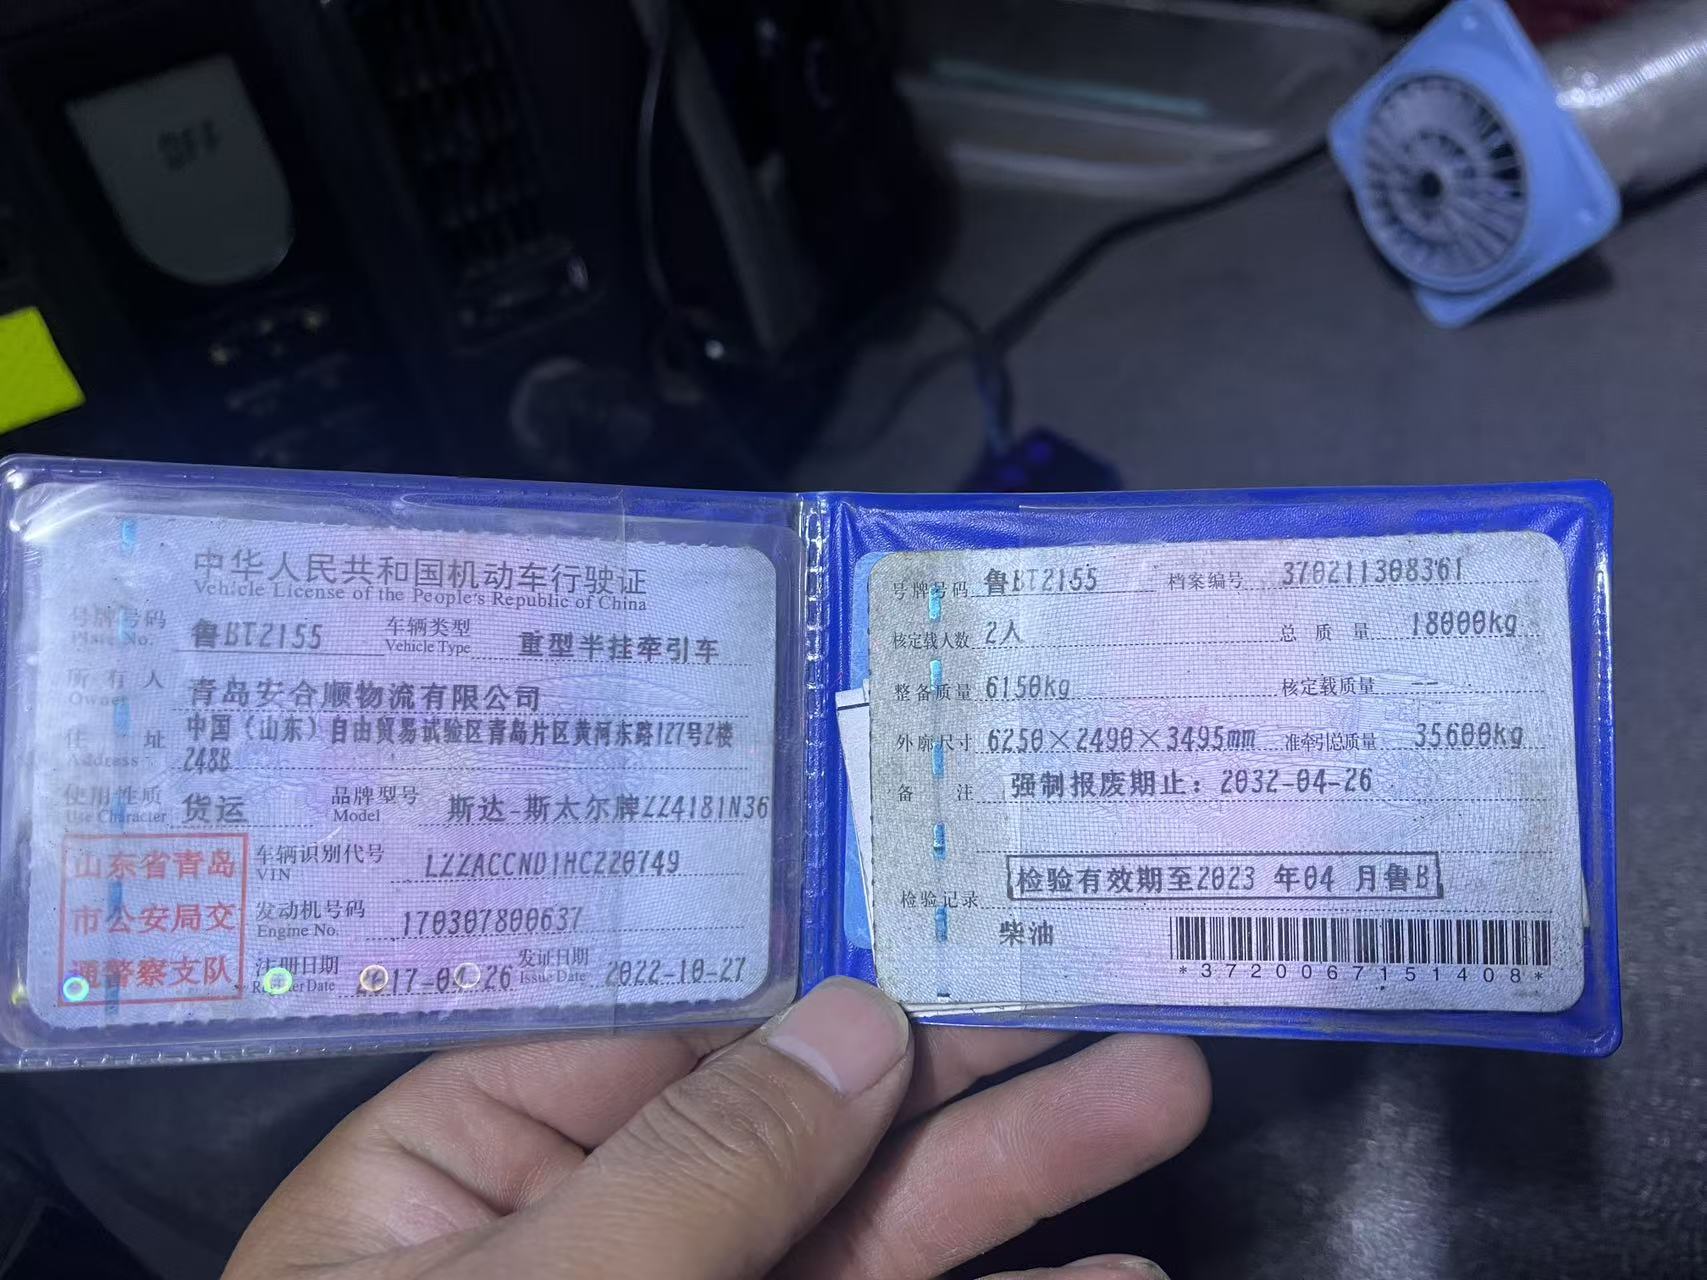 OFF
中华人民共和国机动车行驶证
Vehicle License of the People's Republic of China
号牌号码 鲁BT2155 车辆类型 重型半挂牵引车
Plate No. Vehicle Type
所有人 青岛安合顺物流有限公司
Owner
住址 中国（山东）自由贸易试验区青岛片区黄河东路127号2楼
Address 248B
使用性质 货运 品牌型号 斯达-斯太尔牌ZZ4181N36
Use Character Model
山东省青岛
市公安局交
通警察支队
车辆识别代号 LZZACCND1HC220749
VIN
发动机号码 170307800637
Engine No.
注册日期 2017-04-26 发证日期 2022-10-27
Register Date Issue Date
号牌号码 鲁BT2155 档案编号 370211308361
核定载人数 2人 总质量 18000kg
整备质量 6150kg 核定载质量 --
外廓尺寸 6250×2490×3495mm 准牵引总质量 35600kg
备注 强制报废期止：2032-04-26
检验记录 检验有效期至2023 年04 月鲁B
柴油
*3720067151408*